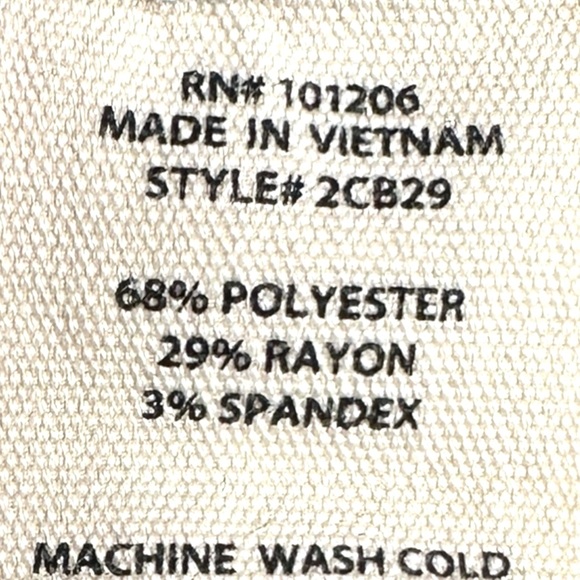 RN# 101206
MADE IN VIETNAM
STYLE# 2CB29
68% POLYESTER
29% RAYON
3% SPANDEX
MACHINE WASH COLD